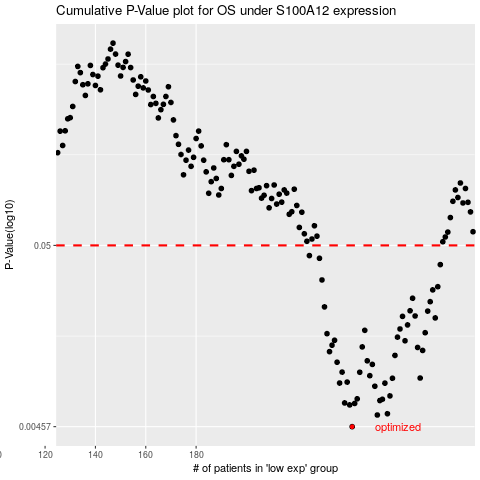 Cumulative P-Value plot for OS under S100A12 expression
P-Value(log10)
0.05
0.00457
optimized
0 120 140 160 180
# of patients in 'low exp' group